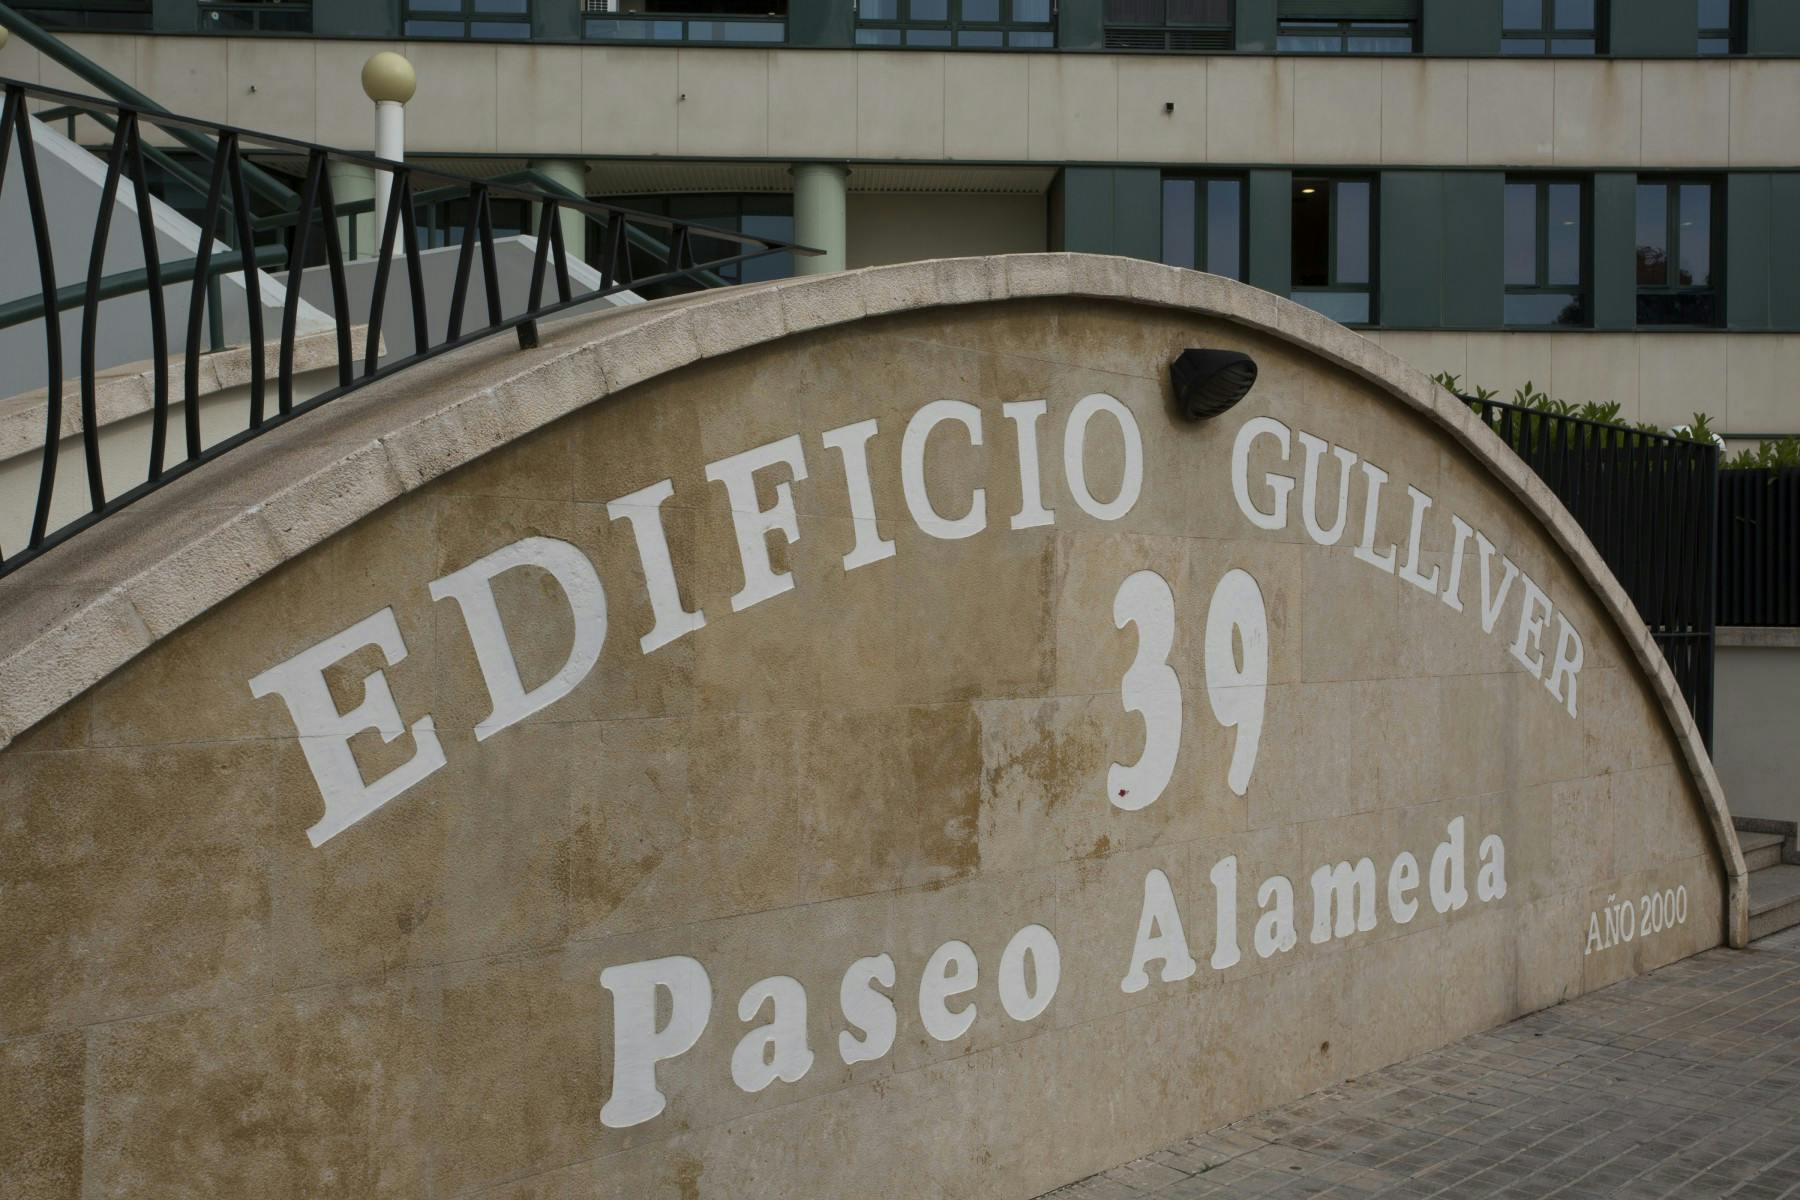 EDIFICIO GULLIVER
39
Paseo Alameda
AÑO 2000